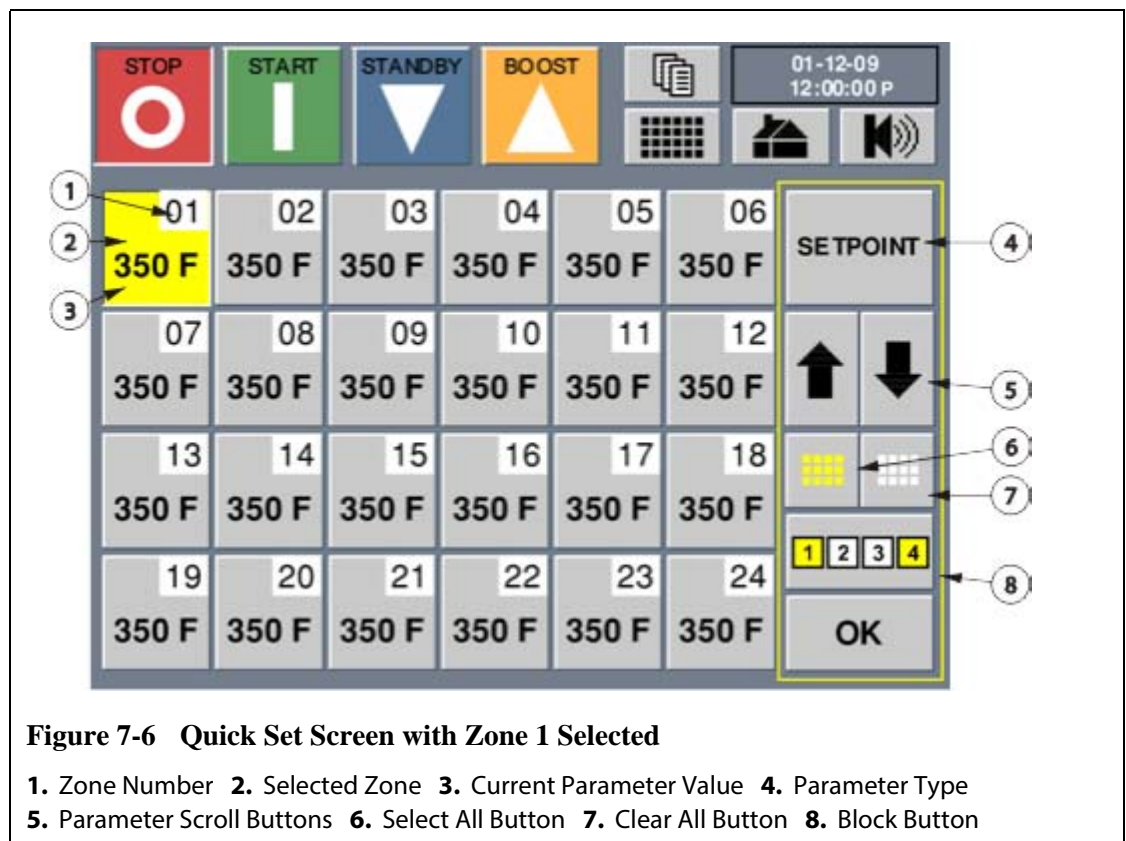 STOP START STANDBY BOOST
01-12-09
12:00:00 P
1
2
3
01 02 03 04 05 06
350 F 350 F 350 F 350 F 350 F 350 F
SETPOINT
4
07 08 09 10 11 12
350 F 350 F 350 F 350 F 350 F 350 F
5
13 14 15 16 17 18
350 F 350 F 350 F 350 F 350 F 350 F
6
7
1 2 3 4
8
19 20 21 22 23 24
350 F 350 F 350 F 350 F 350 F 350 F
OK
Figure 7-6 Quick Set Screen with Zone 1 Selected
1. Zone Number 2. Selected Zone 3. Current Parameter Value 4. Parameter Type
5. Parameter Scroll Buttons 6. Select All Button 7. Clear All Button 8. Block Button